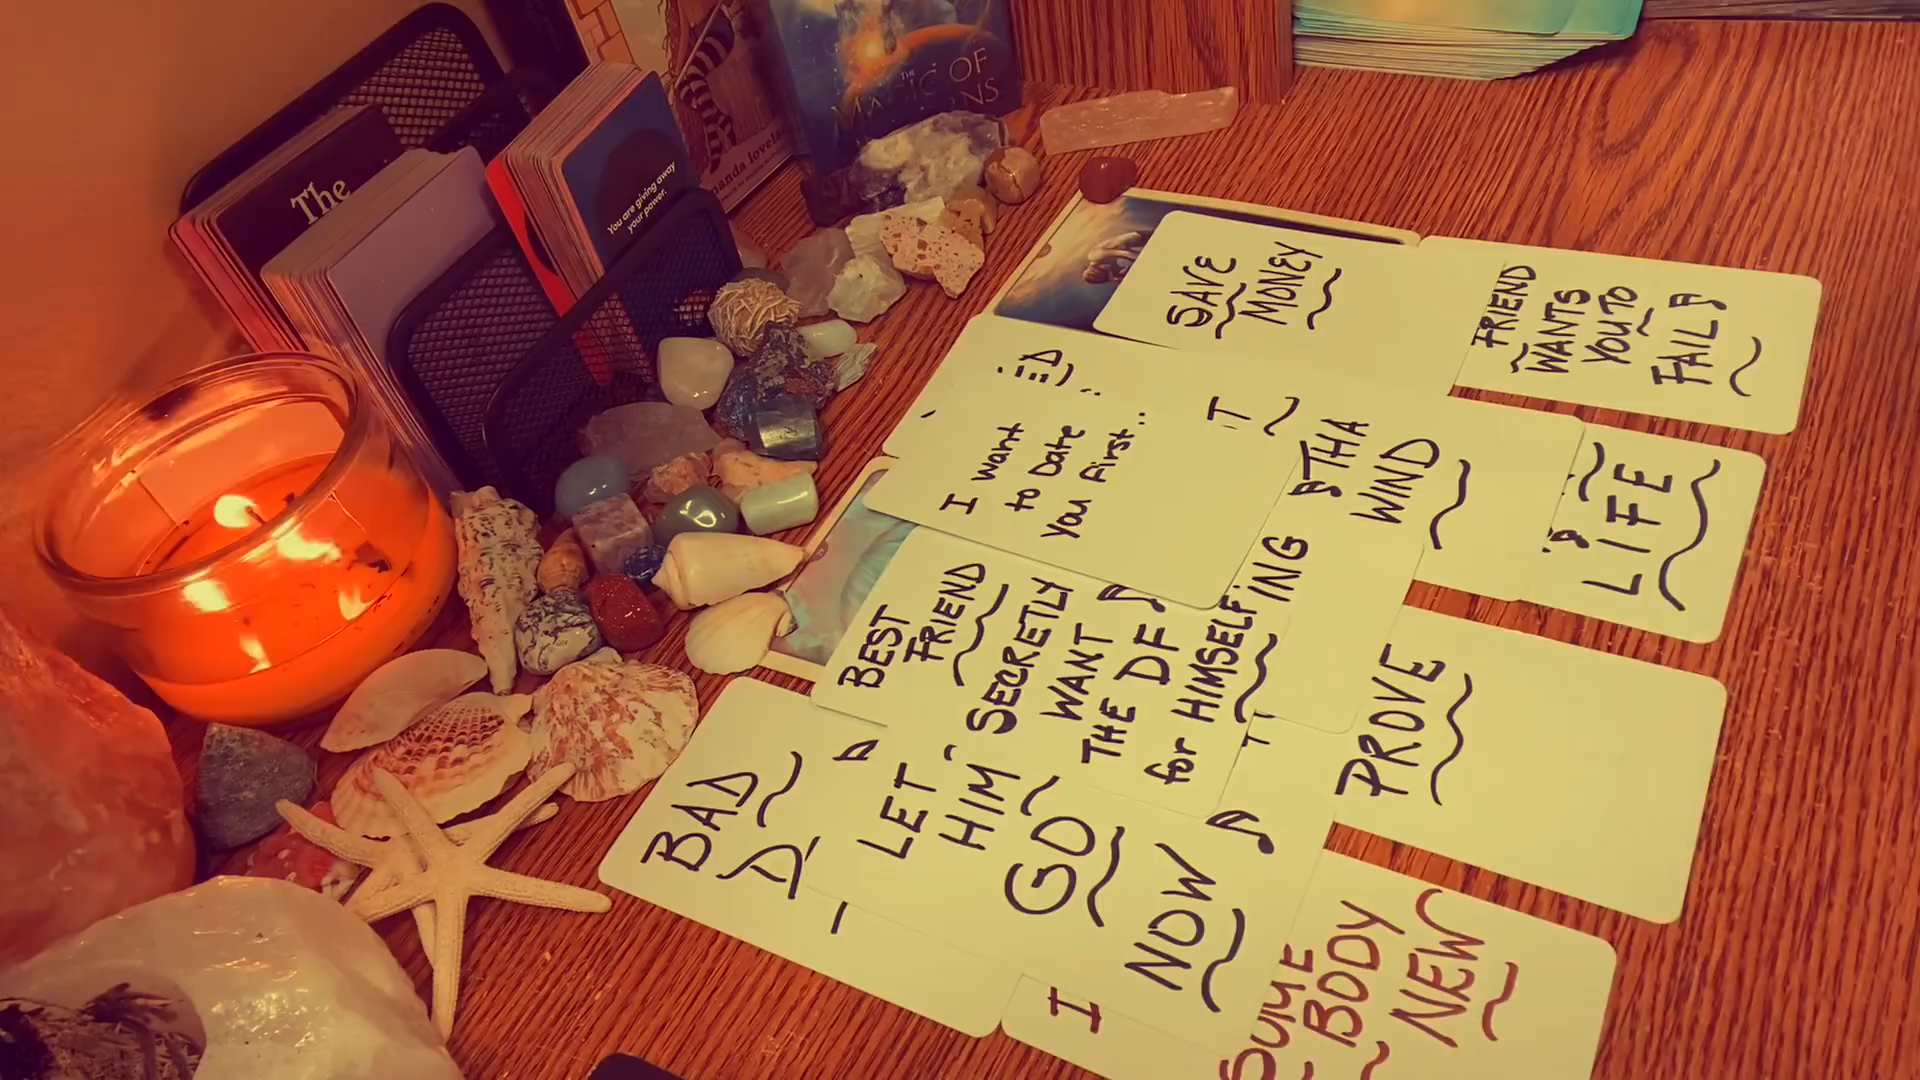 The
You are giving away
your power.
THE
MAGIC OF
SAVE
MONEY
FRIEND
WANTS
YOU TO
FAIL
I want
to Date
You First..
THA
WIND
LIFE
BEST
FRIEND
SECRETLY
WANT
THE DF
for HIMSELF
ING
PROVE
BAD
LET
HIM
GO
NOW
I
SOME
BODY
NEW